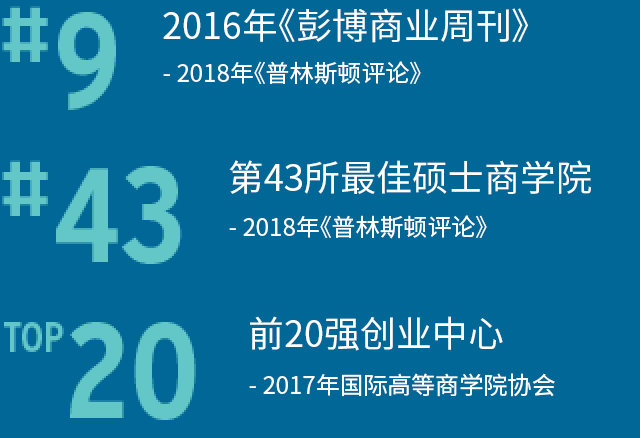 #9
2016年《彭博商业周刊》
- 2018年《普林斯顿评论》
#43
第43所最佳硕士商学院
- 2018年《普林斯顿评论》
TOP 20
前20强创业中心
- 2017年国际高等商学院协会